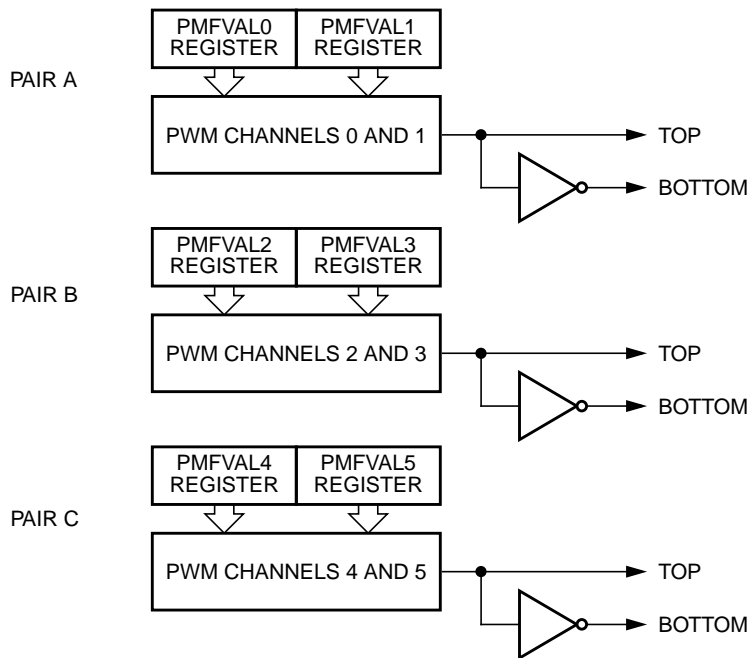 PMFVAL0 REGISTER
PMFVAL1 REGISTER
PAIR A
PWM CHANNELS 0 AND 1
TOP
BOTTOM
PMFVAL2 REGISTER
PMFVAL3 REGISTER
PAIR B
PWM CHANNELS 2 AND 3
TOP
BOTTOM
PMFVAL4 REGISTER
PMFVAL5 REGISTER
PAIR C
PWM CHANNELS 4 AND 5
TOP
BOTTOM